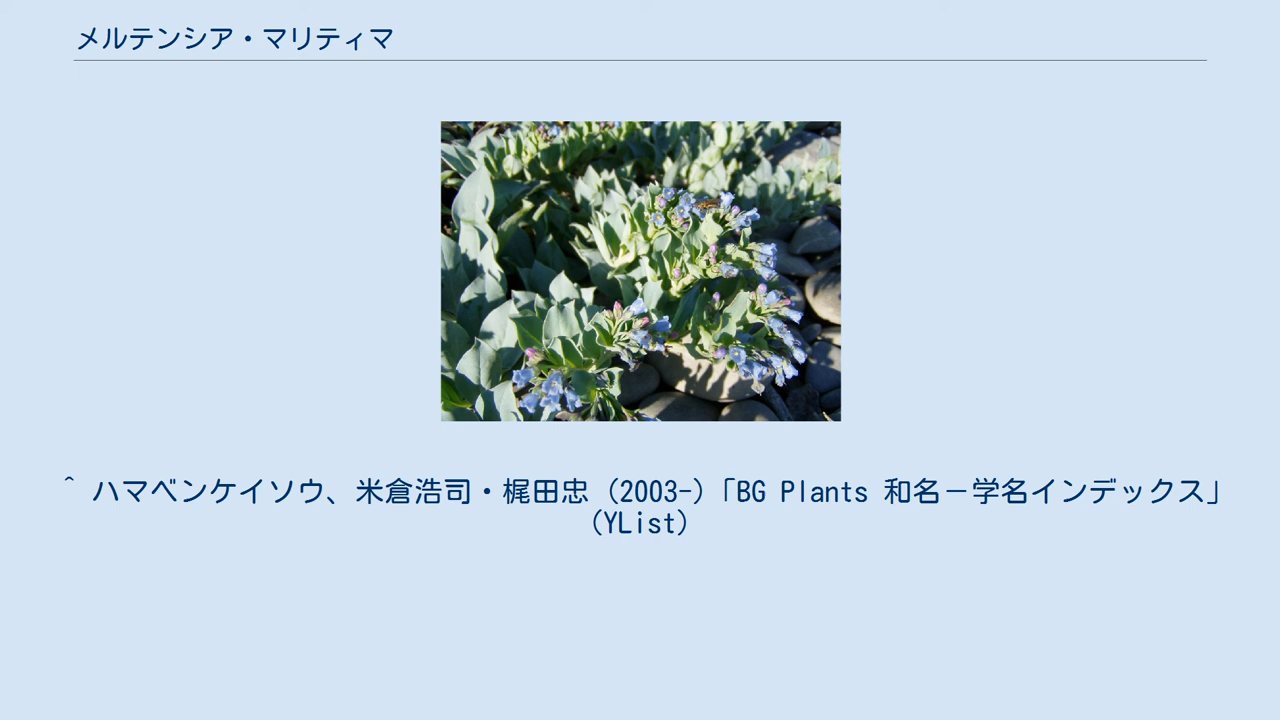 メルテンシア・マリティマ
^ ハマベンケイソウ、米倉浩司・梶田忠 (2003-)「BG Plants 和名－学名インデックス」
(YList)